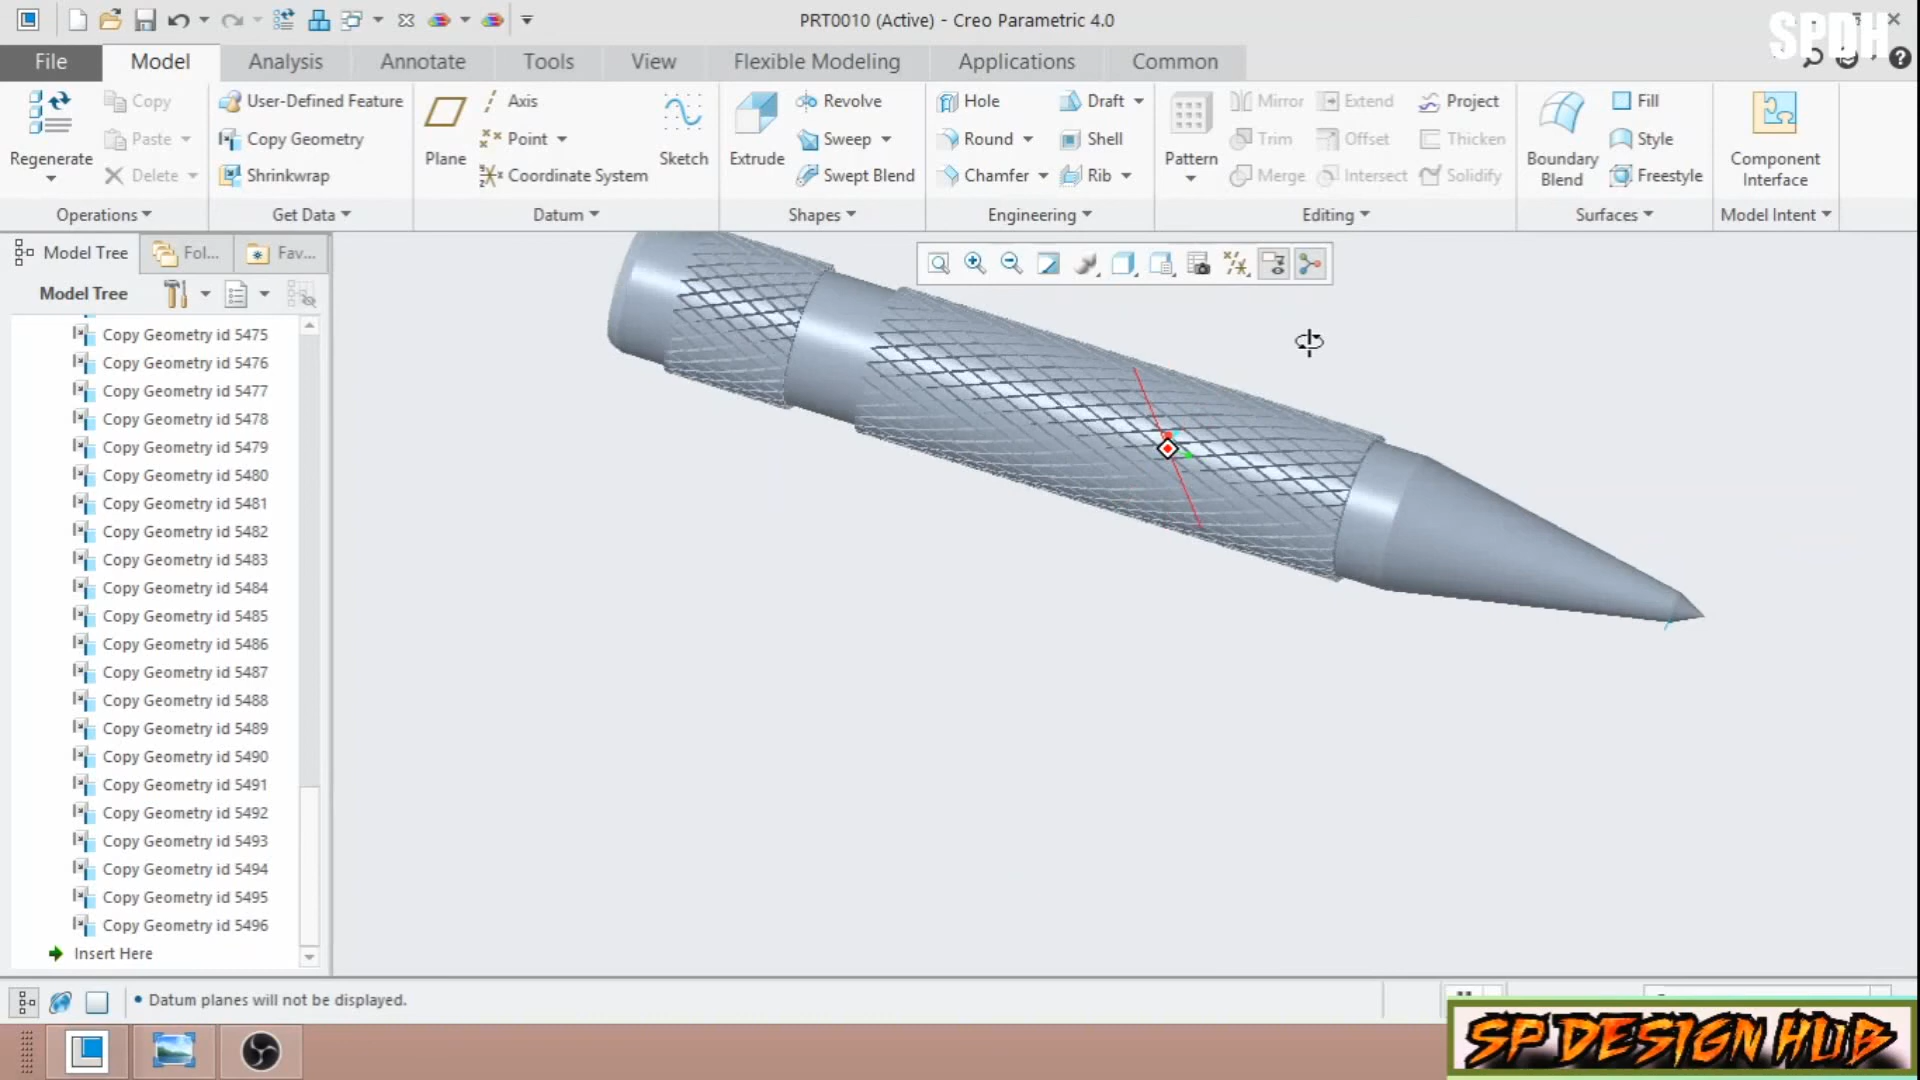 PRT0010 (Active) - Creo Parametric 4.0
SPDH
File
Model
Analysis
Annotate
Tools
View
Flexible Modeling
Applications
Common
Regenerate
Copy
Paste
Delete
Operations
User-Defined Feature
Copy Geometry
Shrinkwrap
Get Data
Plane
Axis
Point
Coordinate System
Sketch
Datum
Extrude
Revolve
Sweep
Swept Blend
Shapes
Hole
Round
Chamfer
Draft
Shell
Rib
Engineering
Pattern
Mirror
Trim
Merge
Extend
Offset
Intersect
Project
Thicken
Solidify
Editing
Boundary
Blend
Fill
Style
Freestyle
Surfaces
Component
Interface
Model Intent
Model Tree
Fol...
Fav...
Model Tree
Copy Geometry id 5475
Copy Geometry id 5476
Copy Geometry id 5477
Copy Geometry id 5478
Copy Geometry id 5479
Copy Geometry id 5480
Copy Geometry id 5481
Copy Geometry id 5482
Copy Geometry id 5483
Copy Geometry id 5484
Copy Geometry id 5485
Copy Geometry id 5486
Copy Geometry id 5487
Copy Geometry id 5488
Copy Geometry id 5489
Copy Geometry id 5490
Copy Geometry id 5491
Copy Geometry id 5492
Copy Geometry id 5493
Copy Geometry id 5494
Copy Geometry id 5495
Copy Geometry id 5496
Insert Here
• Datum planes will not be displayed.
SP DESIGN HUB